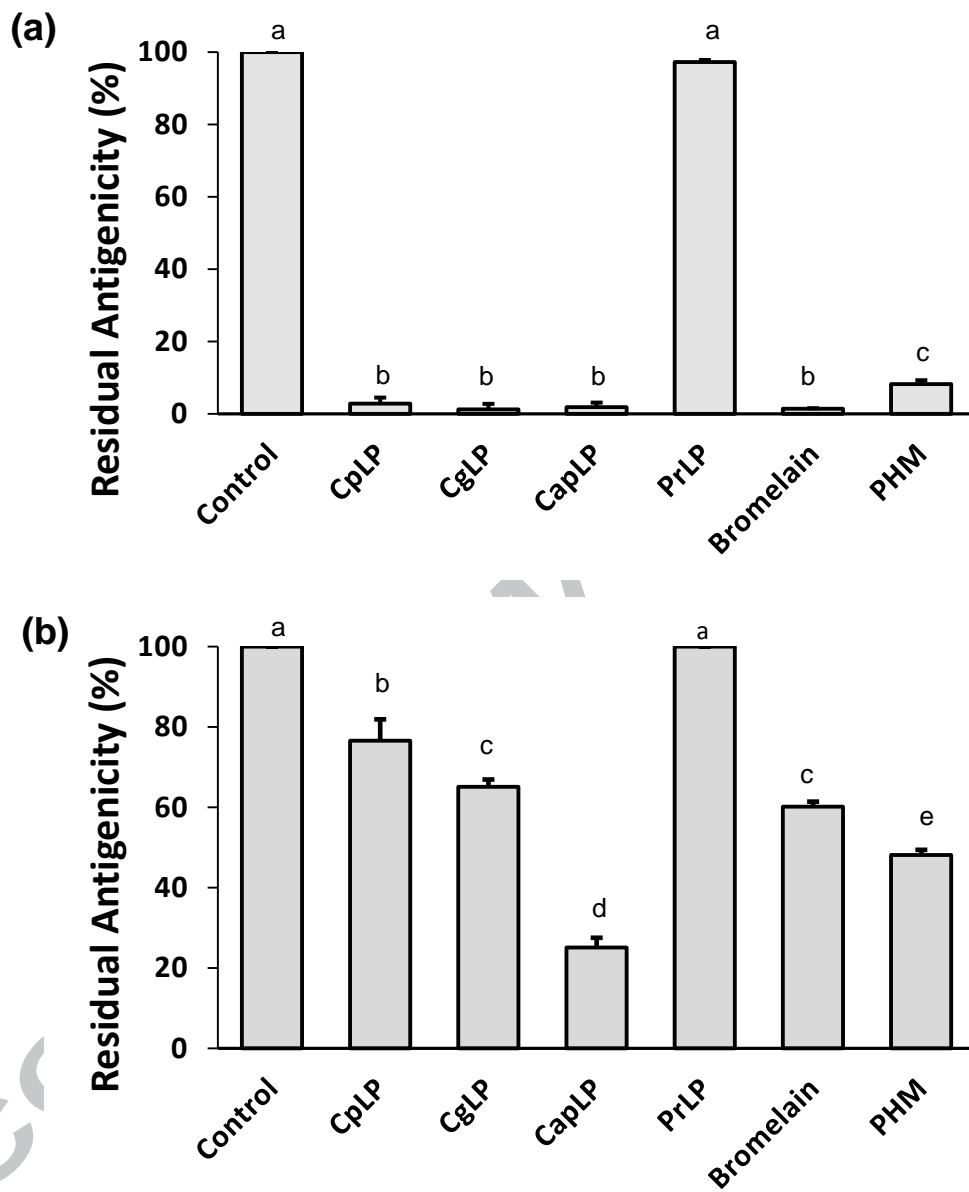 (a)
Residual Antigenicity (%)
100
80
60
40
20
0
a
b
b
b
a
b
c
Control
CpLP
CgLP
CapLP
PrLP
Bromelain
PHM
(b)
Residual Antigenicity (%)
100
80
60
40
20
0
a
b
c
d
a
c
e
Control
CpLP
CgLP
CapLP
PrLP
Bromelain
PHM